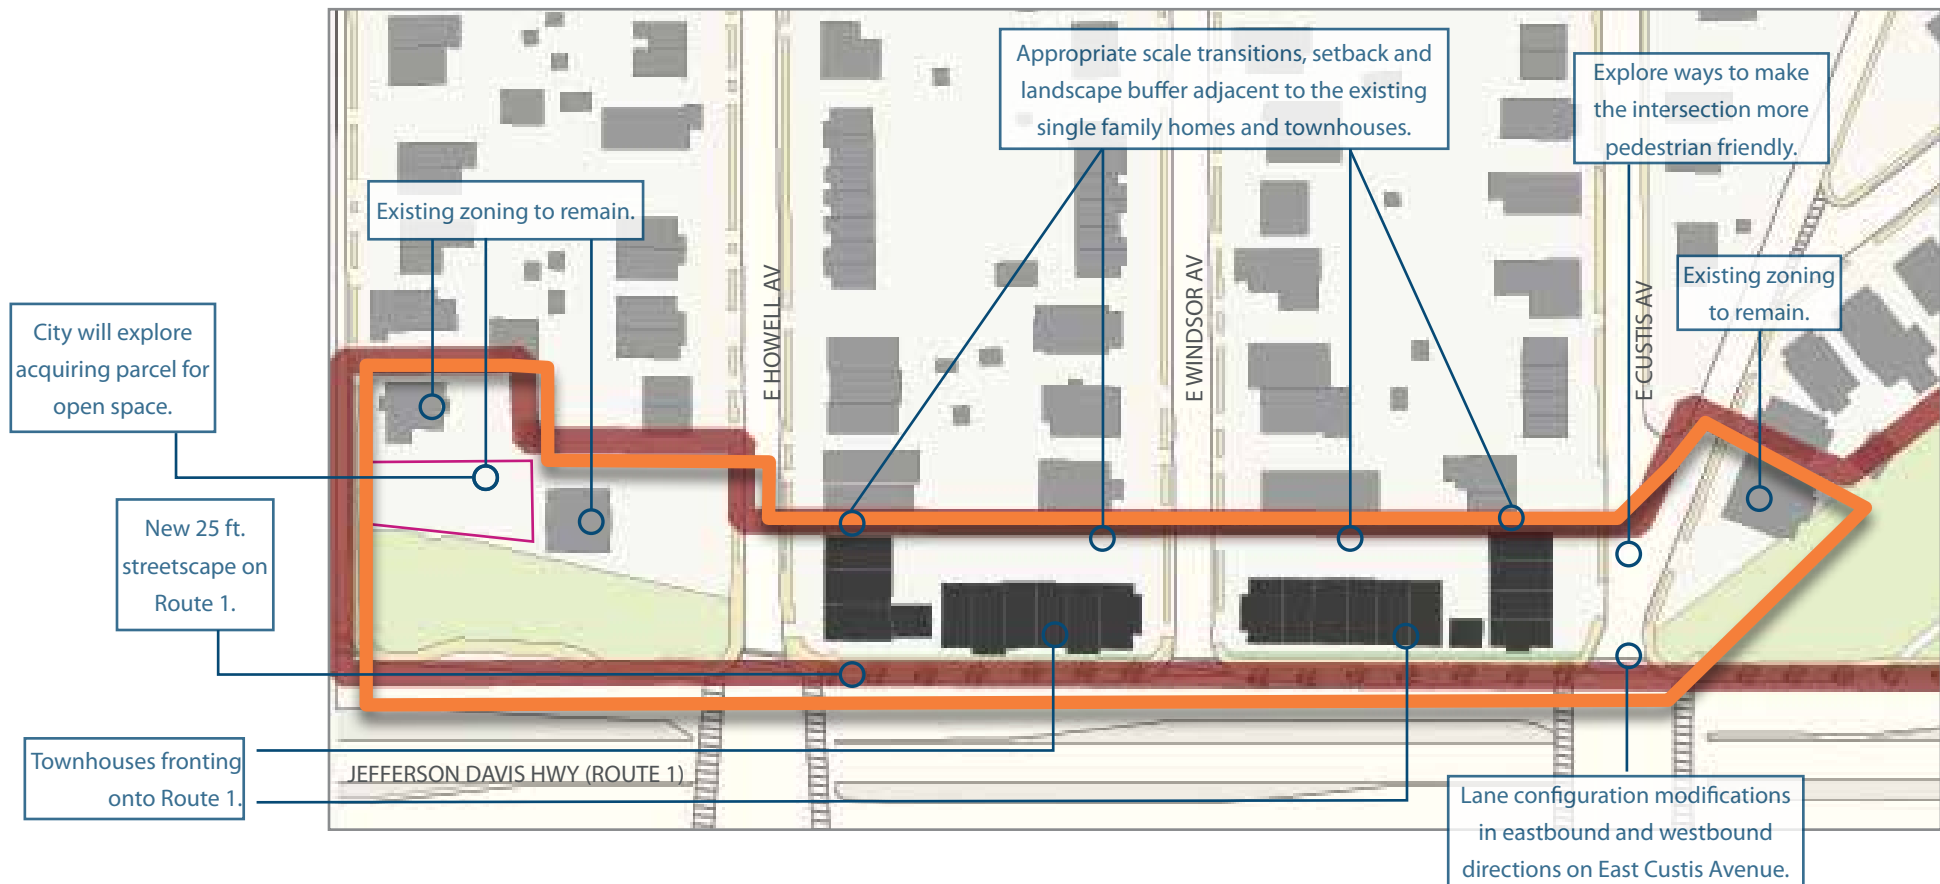 Appropriate scale transitions, setback and
landscape buffer adjacent to the existing
single family homes and townhouses.
Explore ways to make
the intersection more
pedestrian friendly.
Existing zoning to remain.
E HOWELL AV
E WINDSOR AV
E CUSTIS AV
Existing zoning
to remain.
City will explore
acquiring parcel for
open space.
New 25 ft.
streetscape on
Route 1.
Townhouses fronting
onto Route 1.
JEFFERSON DAVIS HWY (ROUTE 1)
Lane configuration modifications
in eastbound and westbound
directions on East Custis Avenue.